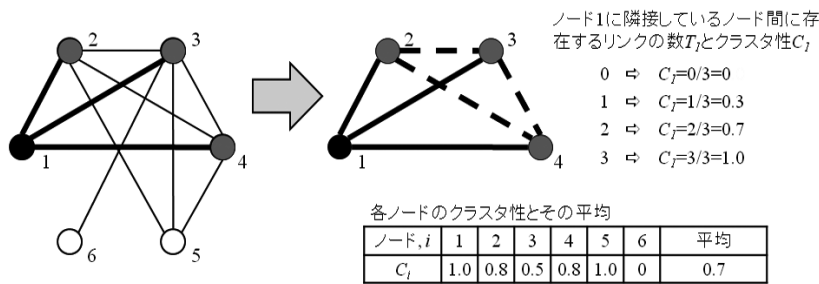 ノード1に隣接しているノード間に存
在するリンクの数T1とクラスタ性C1
0 ⇨ C1=0/3=0
1 ⇨ C1=1/3=0.3
2 ⇨ C1=2/3=0.7
3 ⇨ C1=3/3=1.0
2
3
1
4
6
5
2
3
1
4
各ノードのクラスタ性とその平均
ノード, i 1 2 3 4 5 6 平均
Ci 1.0 0.8 0.5 0.8 1.0 0 0.7